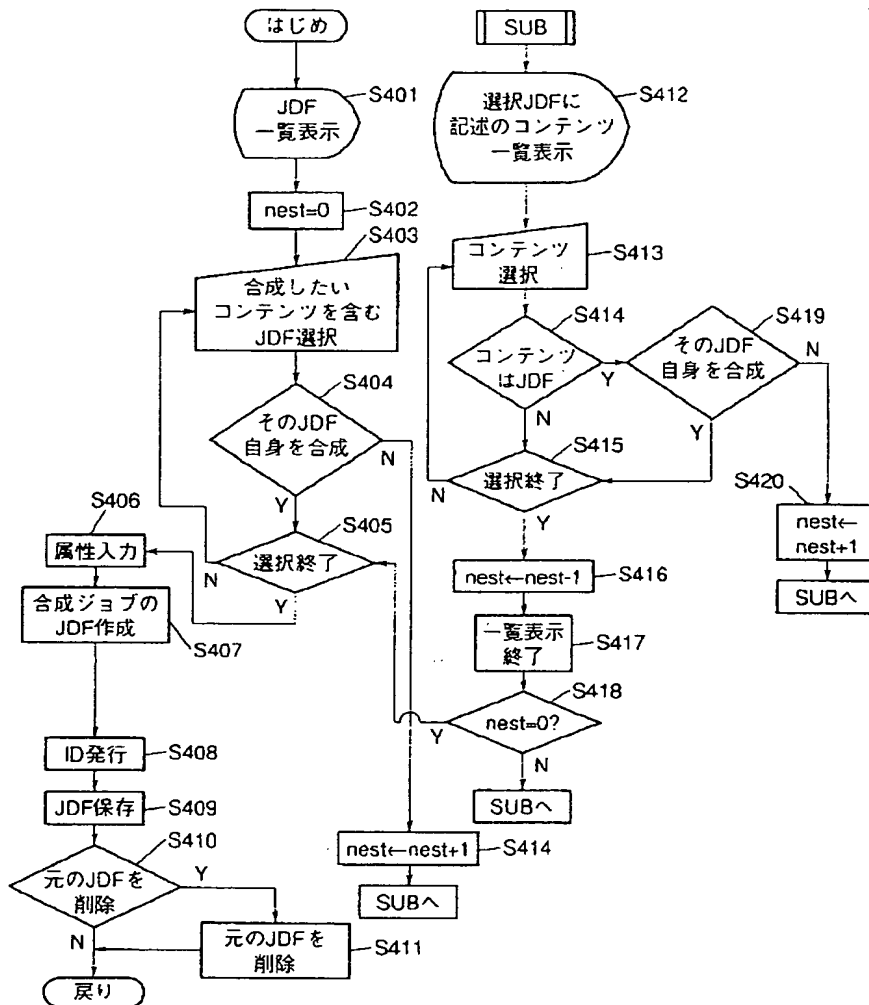 はじめ
JDF
一覧表示
S401
nest=0
S402
S403
合成したい
コンテンツを含む
JDF選択
S404
そのJDF
自身を合成
N
Y
S405
選択終了
N
Y
S406
属性入力
合成ジョブの
JDF作成
S407
ID発行
S408
JDF保存
S409
S410
元のJDFを
削除
Y
N
元のJDFを
削除
S411
戻り
nest←nest+1
S414
SUBへ
SUB
選択JDFに
記述のコンテンツ
一覧表示
S412
コンテンツ
選択
S413
S414
コンテンツ
はJDF
Y
N
S419
そのJDF
自身を合成
N
Y
S415
選択終了
N
Y
S420
nest←
nest+1
SUBへ
nest←nest-1
S416
一覧表示
終了
S417
S418
nest=0?
Y
N
SUBへ